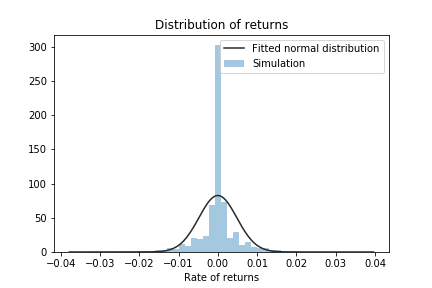 Distribution of returns
Fitted normal distribution
Simulation
300
250
200
150
100
50
0
−0.04 −0.03 −0.02 −0.01 0.00 0.01 0.02 0.03 0.04
Rate of returns